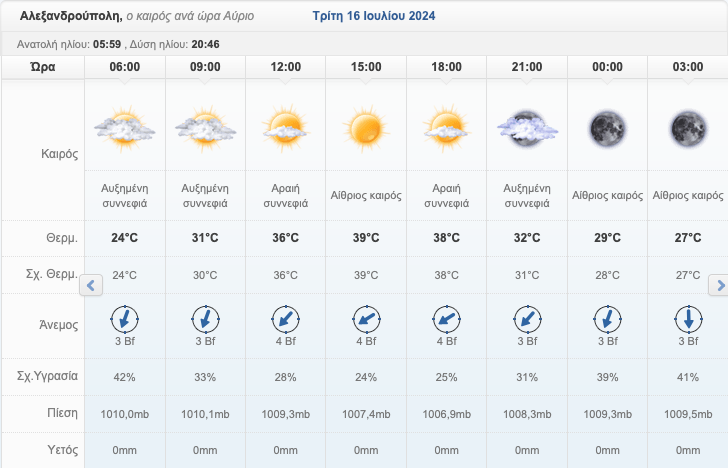 Αλεξανδρούπολη, ο καιρός ανά ώρα Αύριο Τρίτη 16 Ιουλίου 2024
Ανατολή ηλίου: 05:59 , Δύση ηλίου: 20:46
Ώρα 06:00 09:00 12:00 15:00 18:00 21:00 00:00 03:00
Καιρός
Αυξημένη Αυξημένη Αραιή Αίθριος καιρός Αραιή Αυξημένη Αίθριος καιρός Αίθριος καιρός
συννεφιά συννεφιά συννεφιά συννεφιά συννεφιά
Θερμ. 24°C 31°C 36°C 39°C 38°C 32°C 29°C 27°C
Σχ. Θερμ. 24°C 30°C 36°C 39°C 38°C 31°C 28°C 27°C
Άνεμος 3 Bf 3 Bf 4 Bf 4 Bf 4 Bf 3 Bf 3 Bf 3 Bf
Σχ.Υγρασία 42% 33% 28% 24% 25% 31% 39% 41%
Πίεση 1010,0mb 1010,1mb 1009,3mb 1007,4mb 1006,9mb 1008,3mb 1009,3mb 1009,5mb
Υετός 0mm 0mm 0mm 0mm 0mm 0mm 0mm 0mm